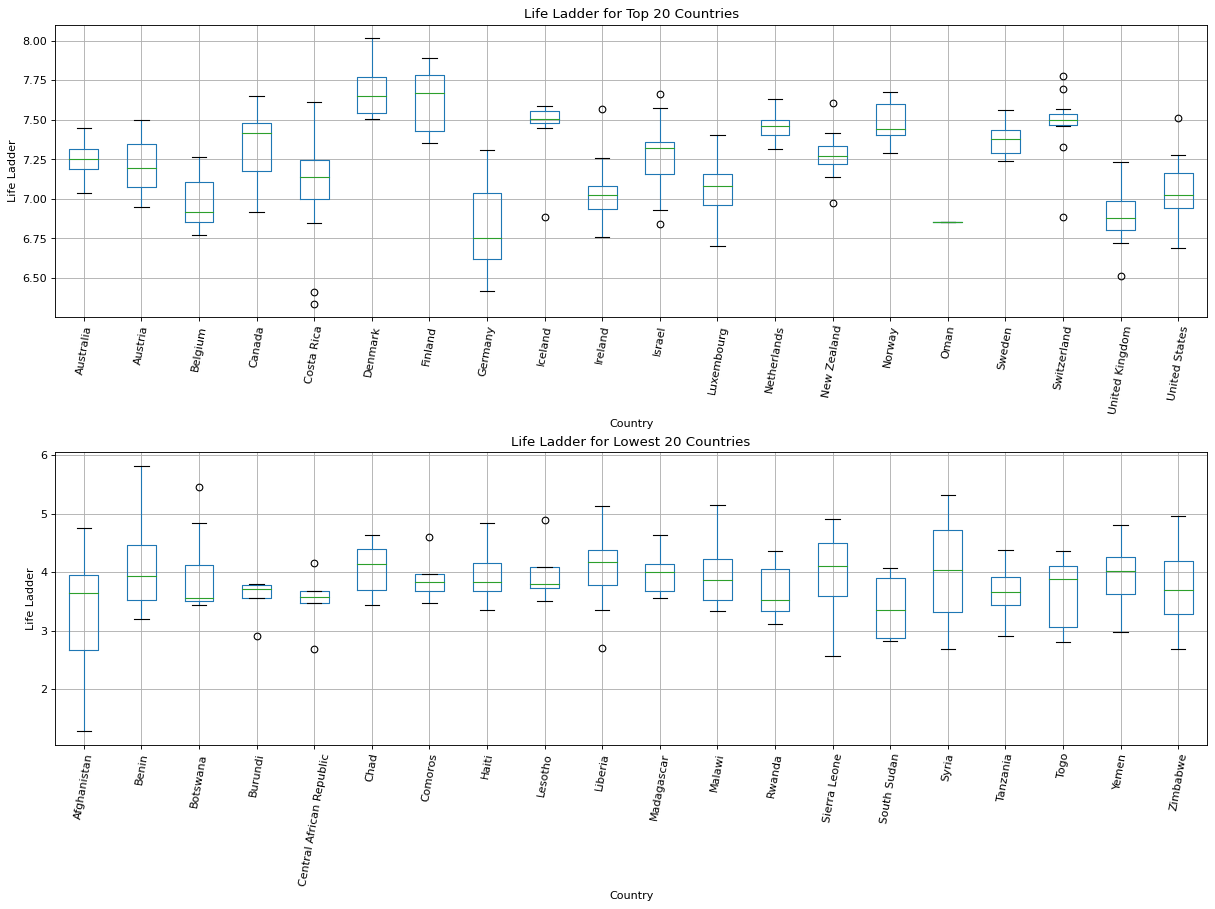 Life Ladder for Top 20 Countries
Life Ladder
8.00
7.75
7.50
7.25
7.00
6.75
6.50
Australia
Austria
Belgium
Canada
Costa Rica
Denmark
Finland
Germany
Iceland
Ireland
Israel
Luxembourg
Netherlands
New Zealand
Norway
Oman
Sweden
Switzerland
United Kingdom
United States
Country
Life Ladder for Lowest 20 Countries
Life Ladder
6
5
4
3
2
Afghanistan
Benin
Botswana
Burundi
Central African Republic
Chad
Comoros
Haiti
Lesotho
Liberia
Madagascar
Malawi
Rwanda
Sierra Leone
South Sudan
Syria
Tanzania
Togo
Yemen
Zimbabwe
Country